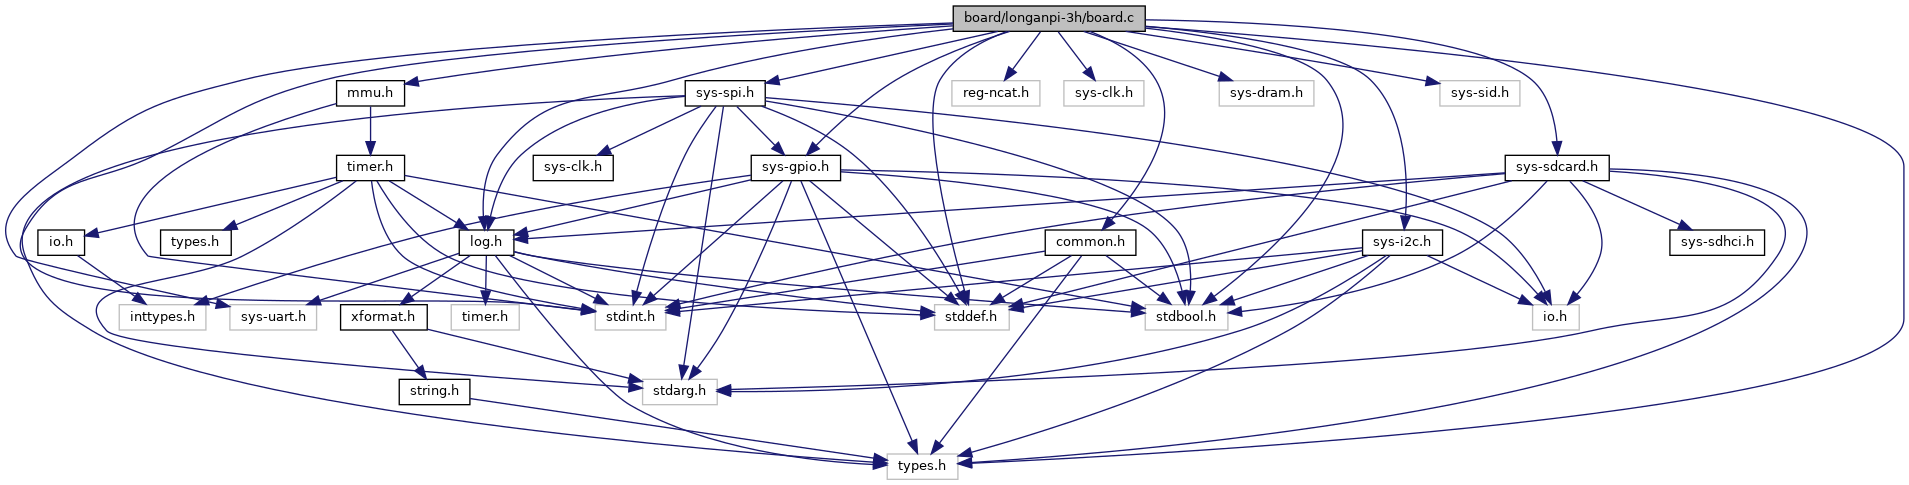 board/longanpi-3h/board.c
mmu.h
sys-spi.h
reg-ncat.h
sys-clk.h
sys-dram.h
sys-sid.h
timer.h
sys-clk.h
sys-gpio.h
sys-sdcard.h
io.h
types.h
log.h
common.h
sys-i2c.h
sys-sdhci.h
inttypes.h
sys-uart.h
xformat.h
timer.h
stdint.h
stddef.h
stdbool.h
io.h
string.h
stdarg.h
types.h